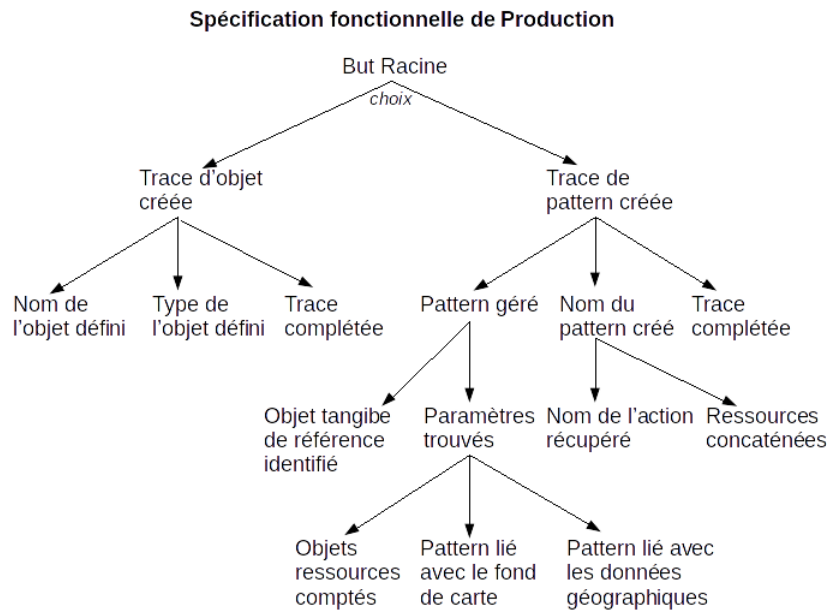 Spécification fonctionnelle de Production
But Racine
choix
Trace d'objet
créée
Trace de
pattern créée
Nom de
l'objet défini
Type de
l'objet défini
Trace
complétée
Pattern géré
Nom du
pattern créé
Trace
complétée
Objet tangibe
de référence
identifié
Paramètres
trouvés
Nom de l'action
récupéré
Ressources
concaténées
Objets
ressources
comptés
Pattern lié
avec le fond
de carte
Pattern lié avec
les données
géographiques